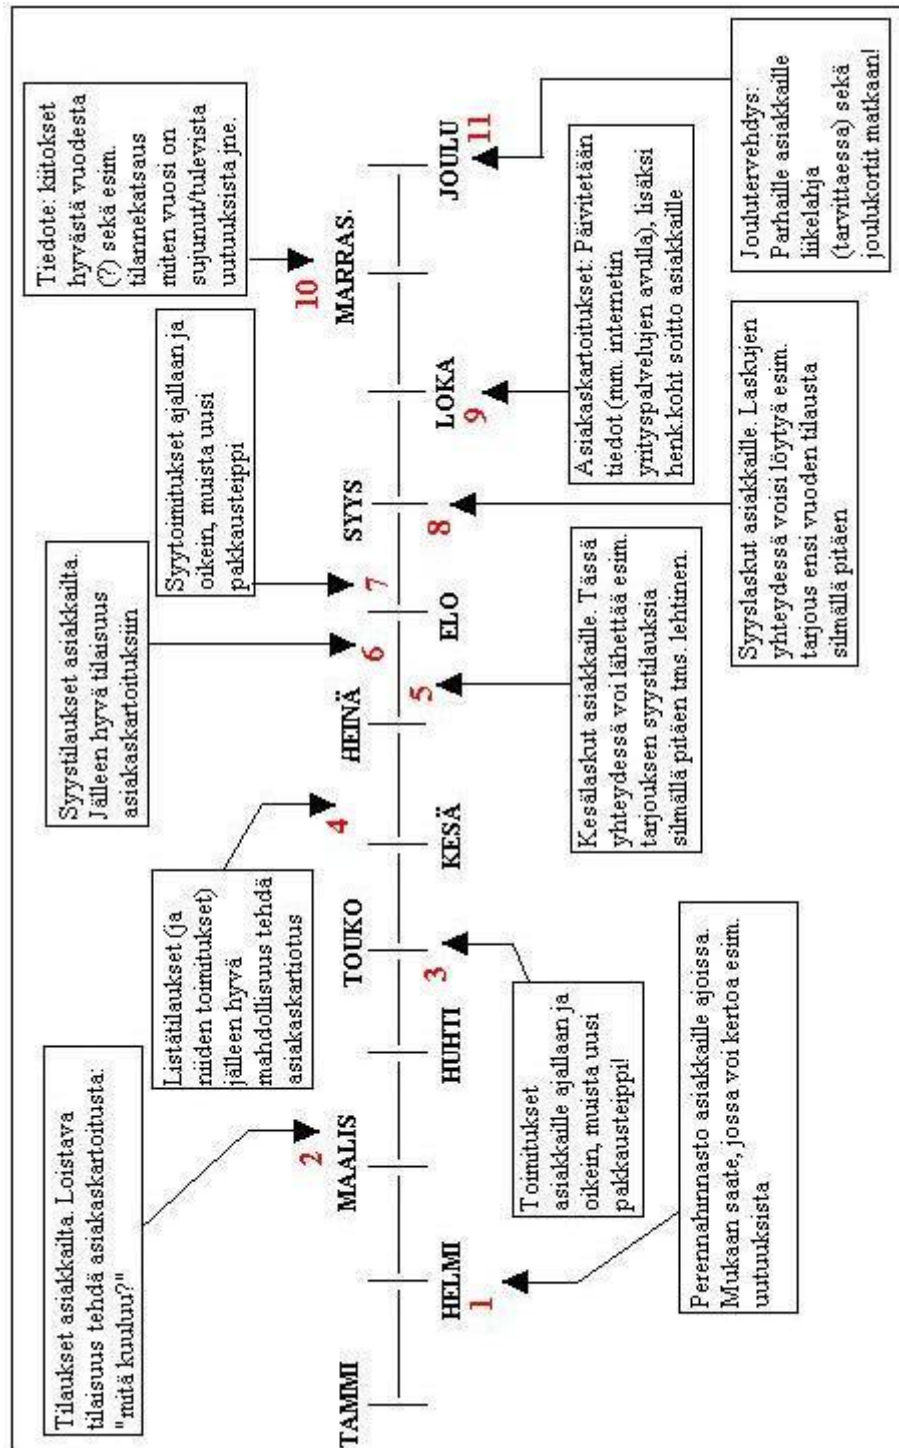 Tilaukset asiakkailta. Loistava
tilaisuus tehdä asiakaskartoitusta:
"mitä kuuluu?"
Listätilaukset (ja
niiden toimitukset)
jälleen hyvä
mahdollisuus tehdä
asiakaskartiotus
Syystilaukset asiakkailta.
Jälleen hyvä tilaisuus
asiakaskartoituksiin
Syytoimitukset ajallaan ja
oikein, muista uusi
pakkausteippi
Tiedote: kiitokset
hyvästä vuodesta
(?) sekä esim.
tilannekatsaus
miten vuosi on
sujunut/tulevista
uutuuksista jne.
2
4
6
7
10
TAMMI
MAALIS
TOUKO
HEINÄ
SYYS
MARRAS.
HELMI
HUHTI
KESÄ
ELO
LOKA
JOULU
1
3
5
8
9
11
Perennahinnasto asiakkaille ajoissa.
Mukaan saate, jossa voi kertoa esim.
uutuuksista
Toimitukset
asiakkaille ajallaan ja
oikein, muista uusi
pakkausteippi!
Kesälaskut asiakkaille. Tässä
yhteydessä voi lähettää esim.
tarjouksen syystilauksia
silmällä pitäen tms. lehtinen.
Syyslaskut asiakkaille. Laskujen
yhteydessä voisi löytyä esim.
tarjous ensi vuoden tilausta
silmällä pitäen
Asiakaskartoitukset: Päivitetään
tiedot (mm. internetin
yrityspalvelujen avulla), lisäksi
henk.koht soitto asiakkaille
Joulutervehdys:
Parhaille asiakkaille
liikelahja
(tarvittaessa) sekä
joulukortit matkaan!